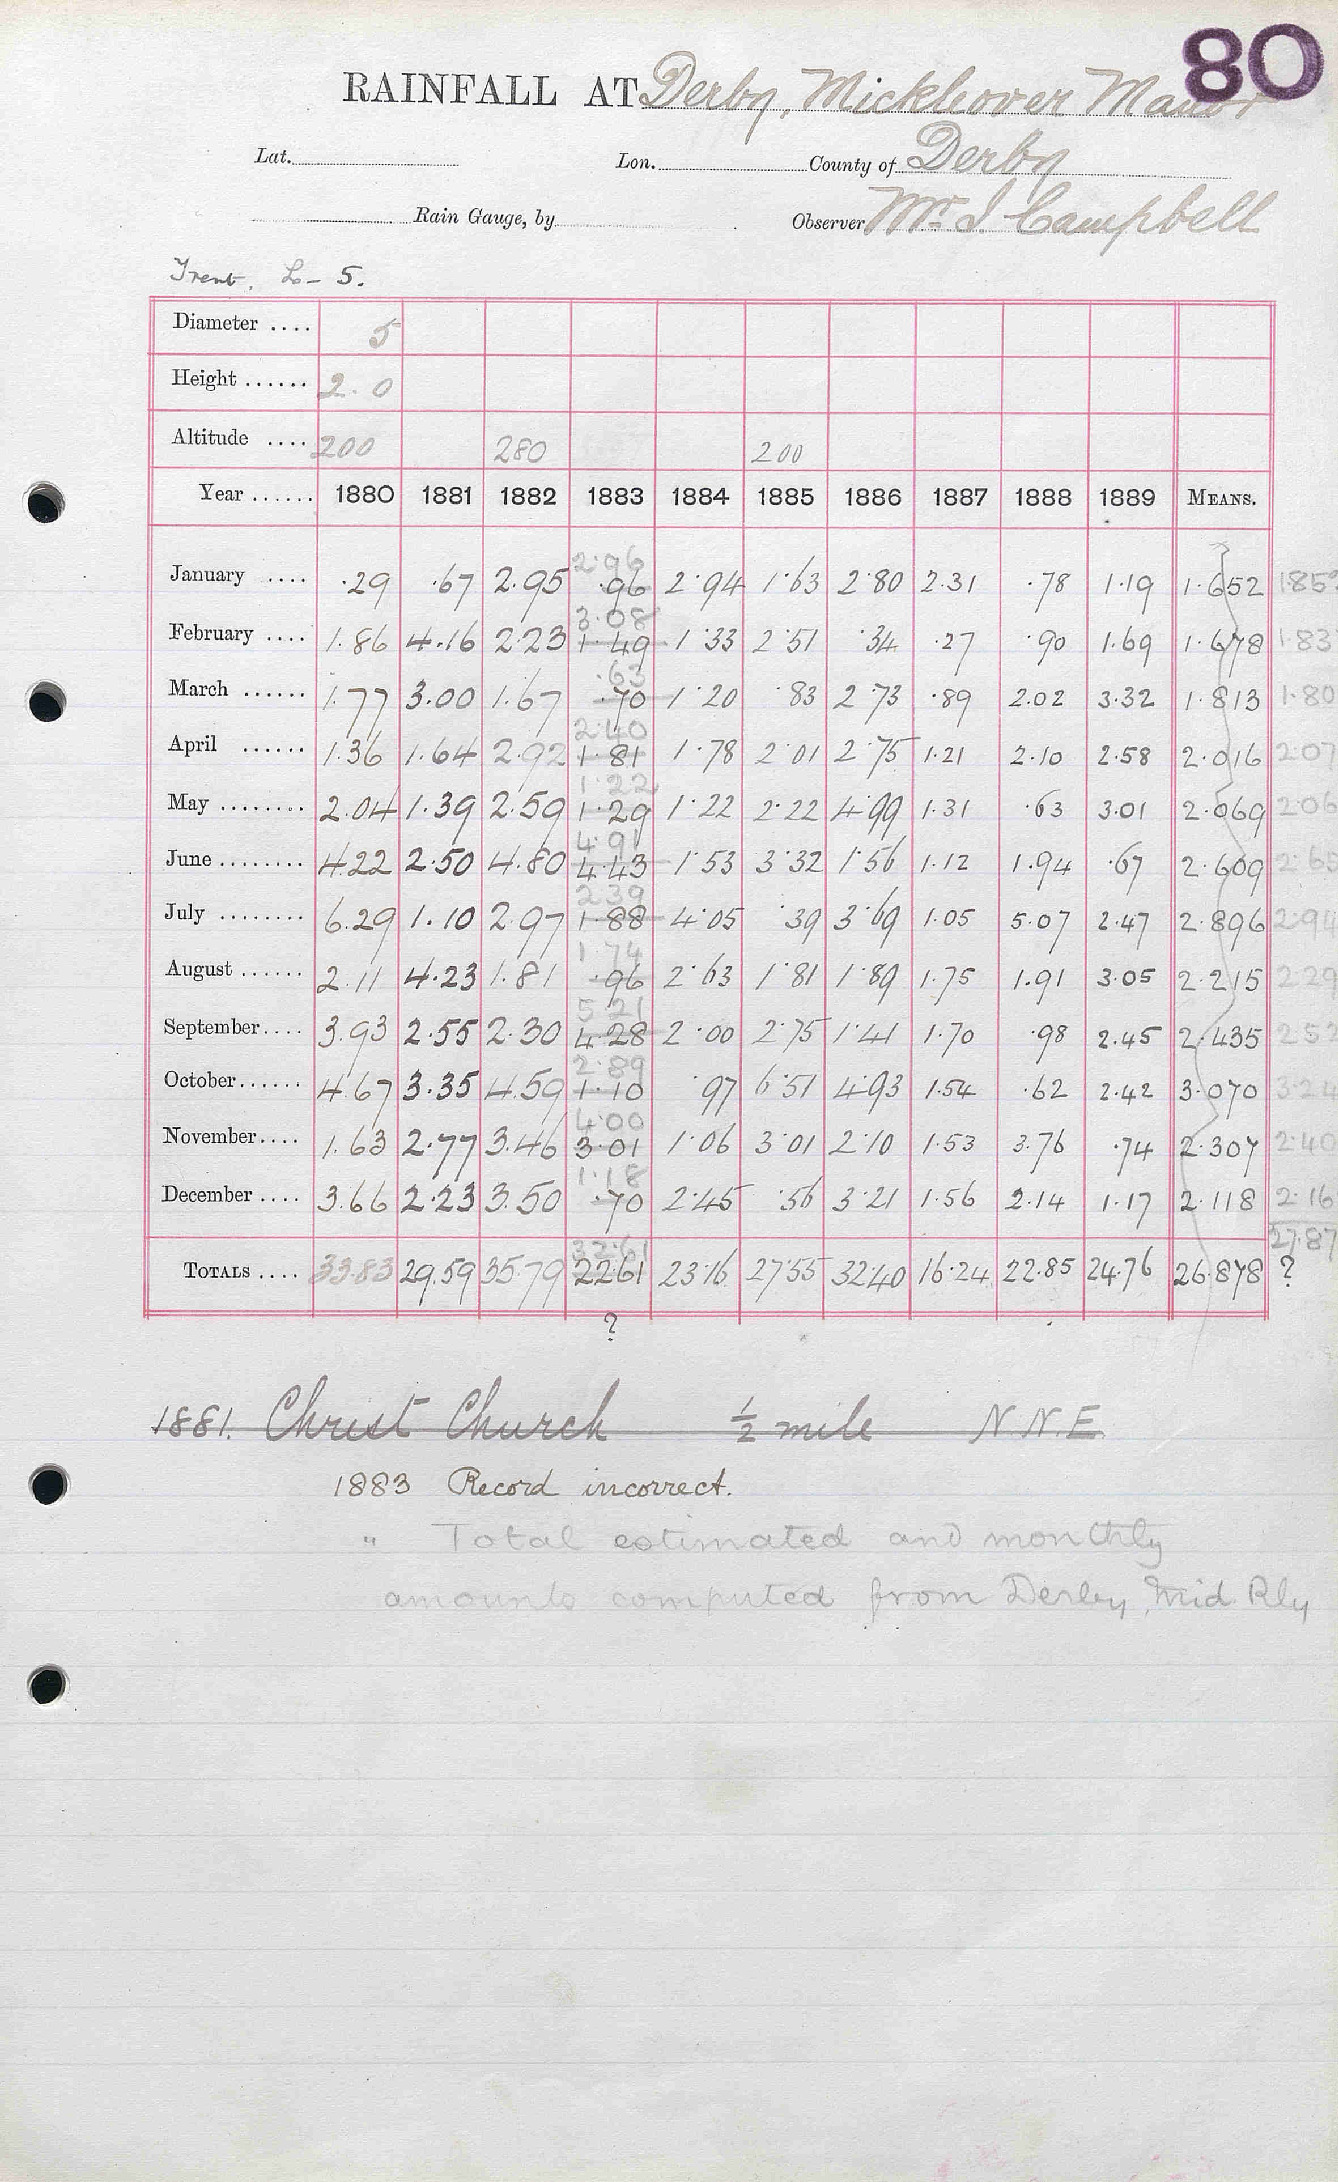 80
RAINFALL AT Derby, Mickleover Manor
Lat. Lon. County of Derby
Rain Gauge, by Observer Mr. J. Campbell
Trent. L - 5.
Diameter .... 5
Height ...... 2.0
Altitude .... 200 280 200
Year ...... 1880 1881 1882 1883 1884 1885 1886 1887 1888 1889 MEANS.
2.96
January .... .29 .67 2.95 .96 2.94 1.63 2.80 2.31 .78 1.19 1.652 1.85
3.08
February .... 1.86 4.16 2.23 1.49 1.33 2.51 .34 .27 .90 1.69 1.678 1.83
.63
March ...... 1.77 3.00 1.67 .70 1.20 .83 2.73 .89 2.02 3.32 1.813 1.80
2.40
April ...... 1.36 1.64 2.92 1.81 1.78 2.01 2.75 1.21 2.10 2.58 2.016 2.07
1.22
May ........ 2.04 1.39 2.59 1.29 1.22 2.22 4.99 1.31 .63 3.01 2.069 2.06
4.91
June ........ 4.22 2.50 4.80 4.43 1.53 3.32 1.56 1.12 1.94 .67 2.609 2.65
2.39
July ........ 6.29 1.10 2.97 1.88 4.05 .39 3.69 1.05 5.07 2.47 2.896 2.94
1.74
August ...... 2.11 4.23 1.81 .96 2.63 1.81 1.89 1.75 1.91 3.05 2.215 2.29
5.21
September .... 3.93 2.55 2.30 4.28 2.00 2.75 1.41 1.70 .98 2.45 2.435 2.52
2.89
October ...... 4.67 3.35 4.59 1.10 .97 6.51 4.93 1.54 .62 2.42 3.070 3.24
4.00
November .... 1.63 2.77 3.46 3.01 1.06 3.01 2.10 1.53 3.76 .74 2.307 2.40
1.18
December .... 3.66 2.23 3.50 .70 2.45 .56 3.21 1.56 2.14 1.17 2.118 2.16
32.61 27.87
TOTALS .... 33.83 29.59 35.79 22.61 23.16 27.55 32.40 16.24 22.85 24.76 26.878 ?
?
1881. Christ Church ½ mile N.N.E.
1883 Record incorrect.
" Total estimated and monthly
amounts computed from Derby, Mid Rly